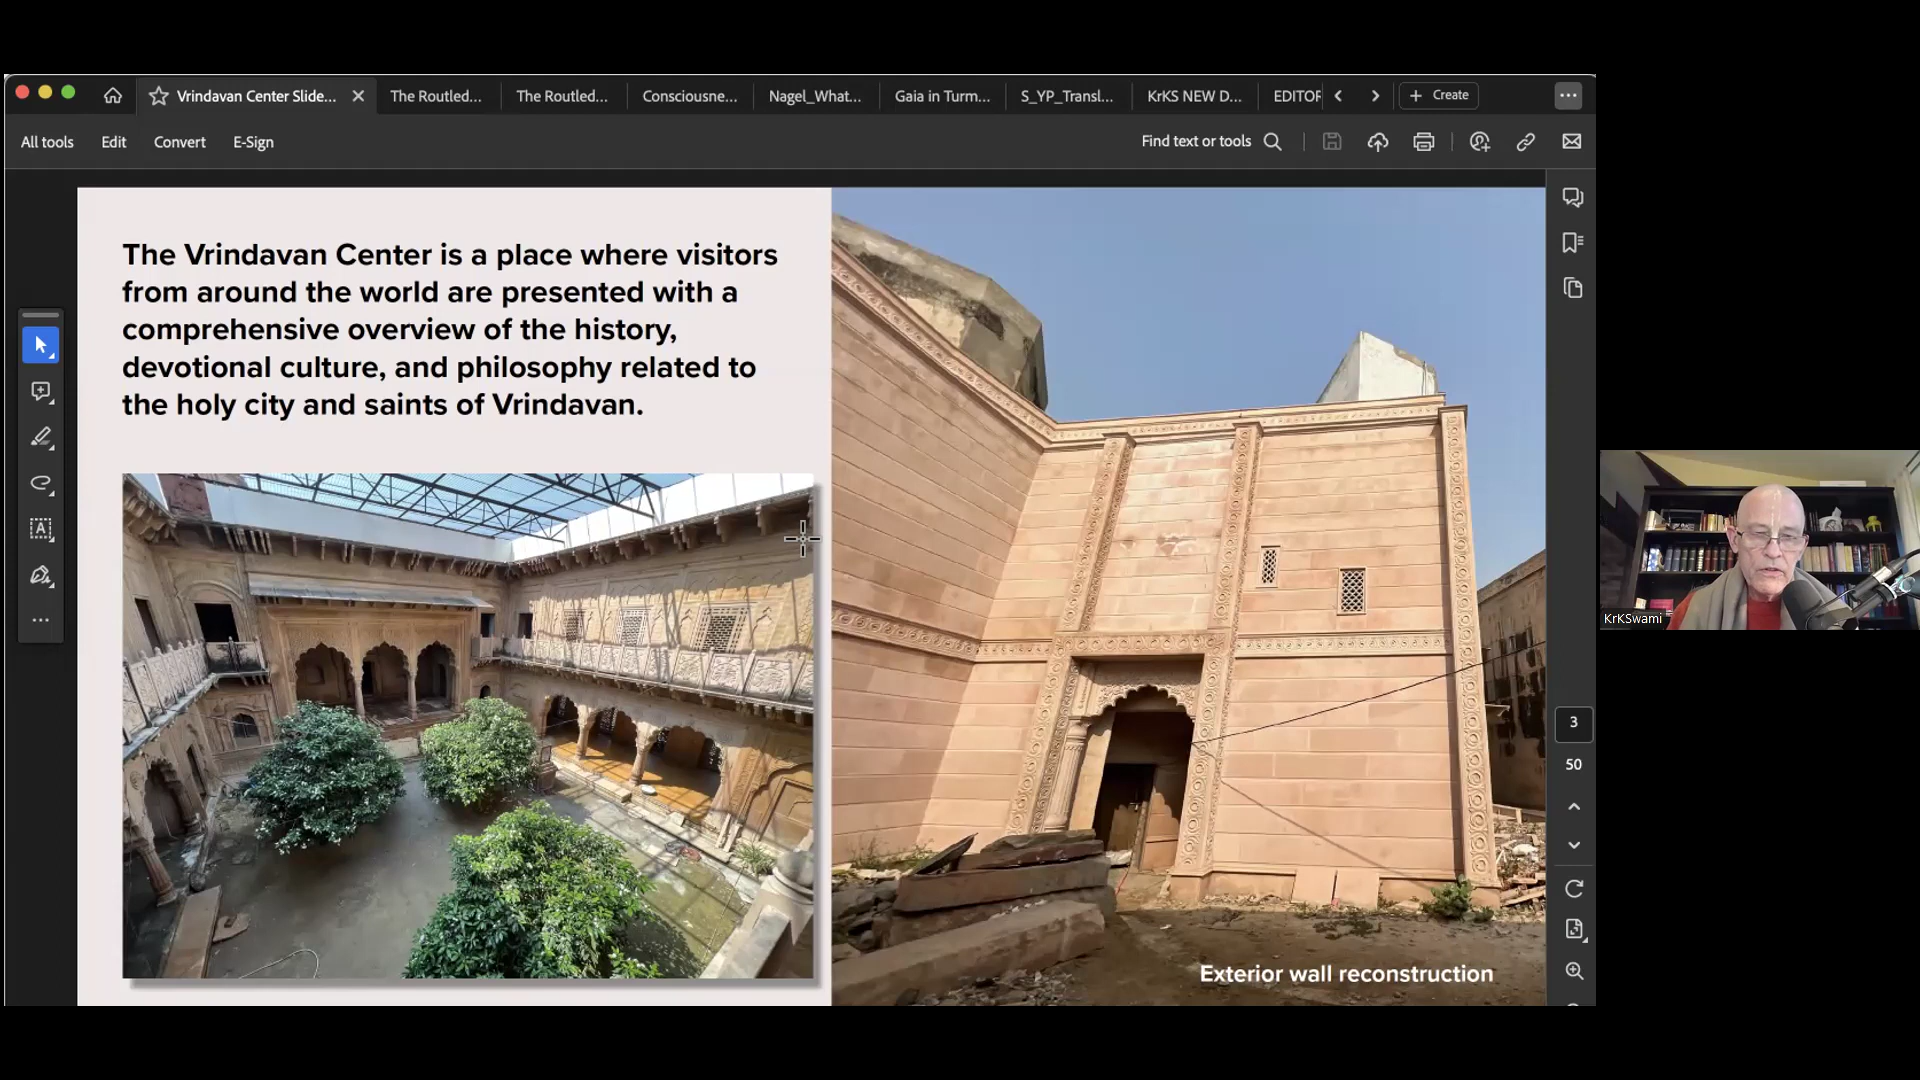 Vrindavan Center Slide...
The Routled...
The Routled...
Consciousne...
Nagel_What...
Gaia in Turm...
S_YP_Transl...
KrKS NEW D...
EDITOR
Create
All tools
Edit
Convert
E-Sign
Find text or tools
The Vrindavan Center is a place where visitors
from around the world are presented with a
comprehensive overview of the history,
devotional culture, and philosophy related to
the holy city and saints of Vrindavan.
Exterior wall reconstruction
3
50
KrKSwami